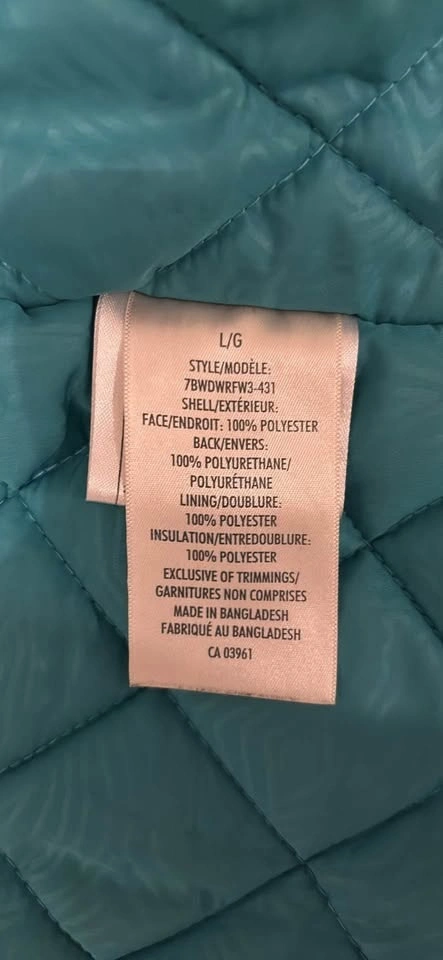 L/G
STYLE/MODÈLE:
7BWDWRFW3-431
SHELL/EXTÉRIEUR:
FACE/ENDROIT: 100% POLYESTER
BACK/ENVERS:
100% POLYURETHANE/
POLYURÉTHANE
LINING/DOUBLURE:
100% POLYESTER
INSULATION/ENTREDOUBLURE:
100% POLYESTER
EXCLUSIVE OF TRIMMINGS/
GARNITURES NON COMPRISES
MADE IN BANGLADESH
FABRIQUÉ AU BANGLADESH
CA 03961